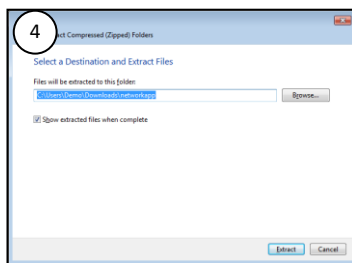 4
ract Compressed (Zipped) Folders
Select a Destination and Extract Files
Files will be extracted to this folder:
C:\Users\Demo\Downloads\networkapp
Browse...
Show extracted files when complete
Extract
Cancel